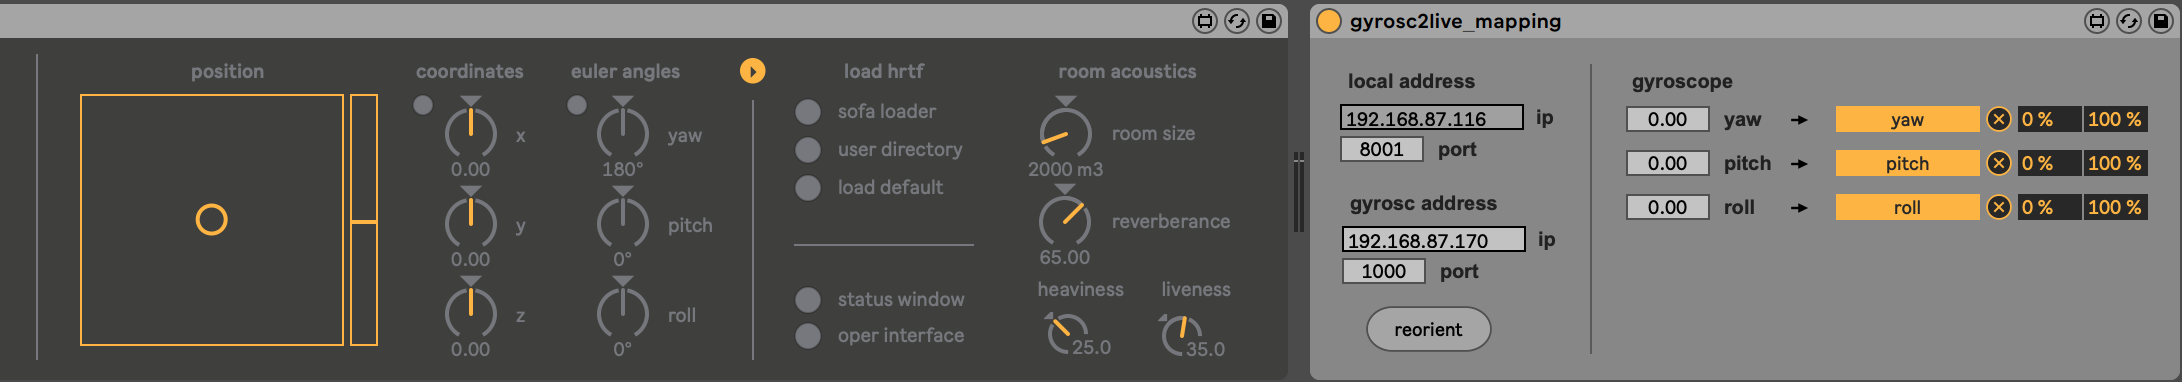 position
coordinates
x
0.00
y
0.00
z
0.00
euler angles
yaw
180°
pitch
0°
roll
0°
load hrtf
sofa loader
user directory
load default
status window
oper interface
room acoustics
room size
2000 m3
reverberance
65.00
heaviness
25.0
liveness
35.0
gyrosc2live_mapping
local address
192.168.87.116 ip
8001 port
gyrosc address
192.168.87.170 ip
1000 port
reorient
gyroscope
0.00 yaw yaw 0 % 100 %
0.00 pitch pitch 0 % 100 %
0.00 roll roll 0 % 100 %